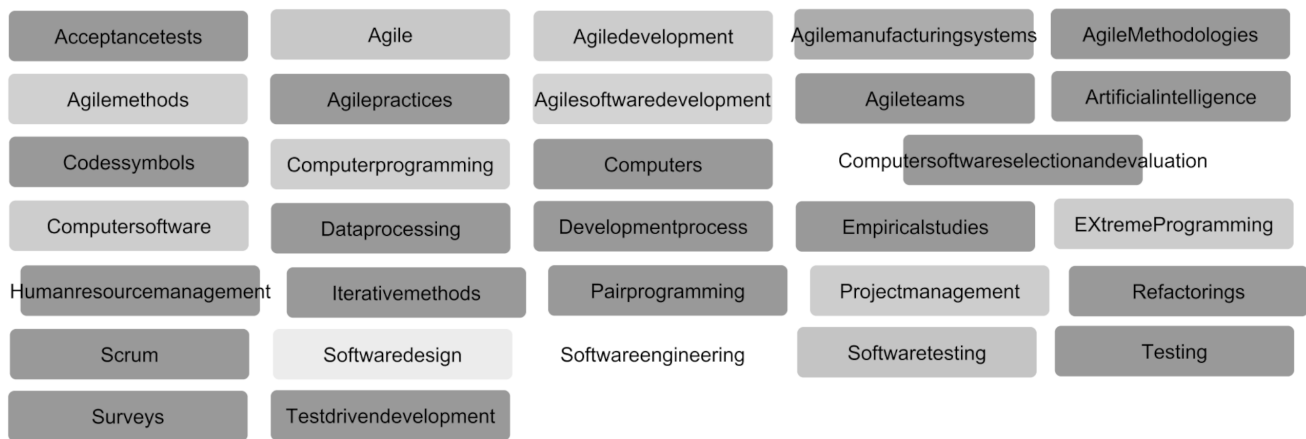 Acceptancetests Agile Agiledevelopment Agilemanufacturingsystems AgileMethodologies
Agilemethods Agilepractices Agilesoftwaredevelopment Agileteams Artificialintelligence
Codessymbols Computerprogramming Computers Computersoftwareselectionandevaluation
Computersoftware Dataprocessing Developmentprocess Empiricalstudies EXtremeProgramming
Humanresourcemanagement Iterativemethods Pairprogramming Projectmanagement Refactorings
Scrum Softwaredesign Softwareengineering Softwaretesting Testing
Surveys Testdrivendevelopment